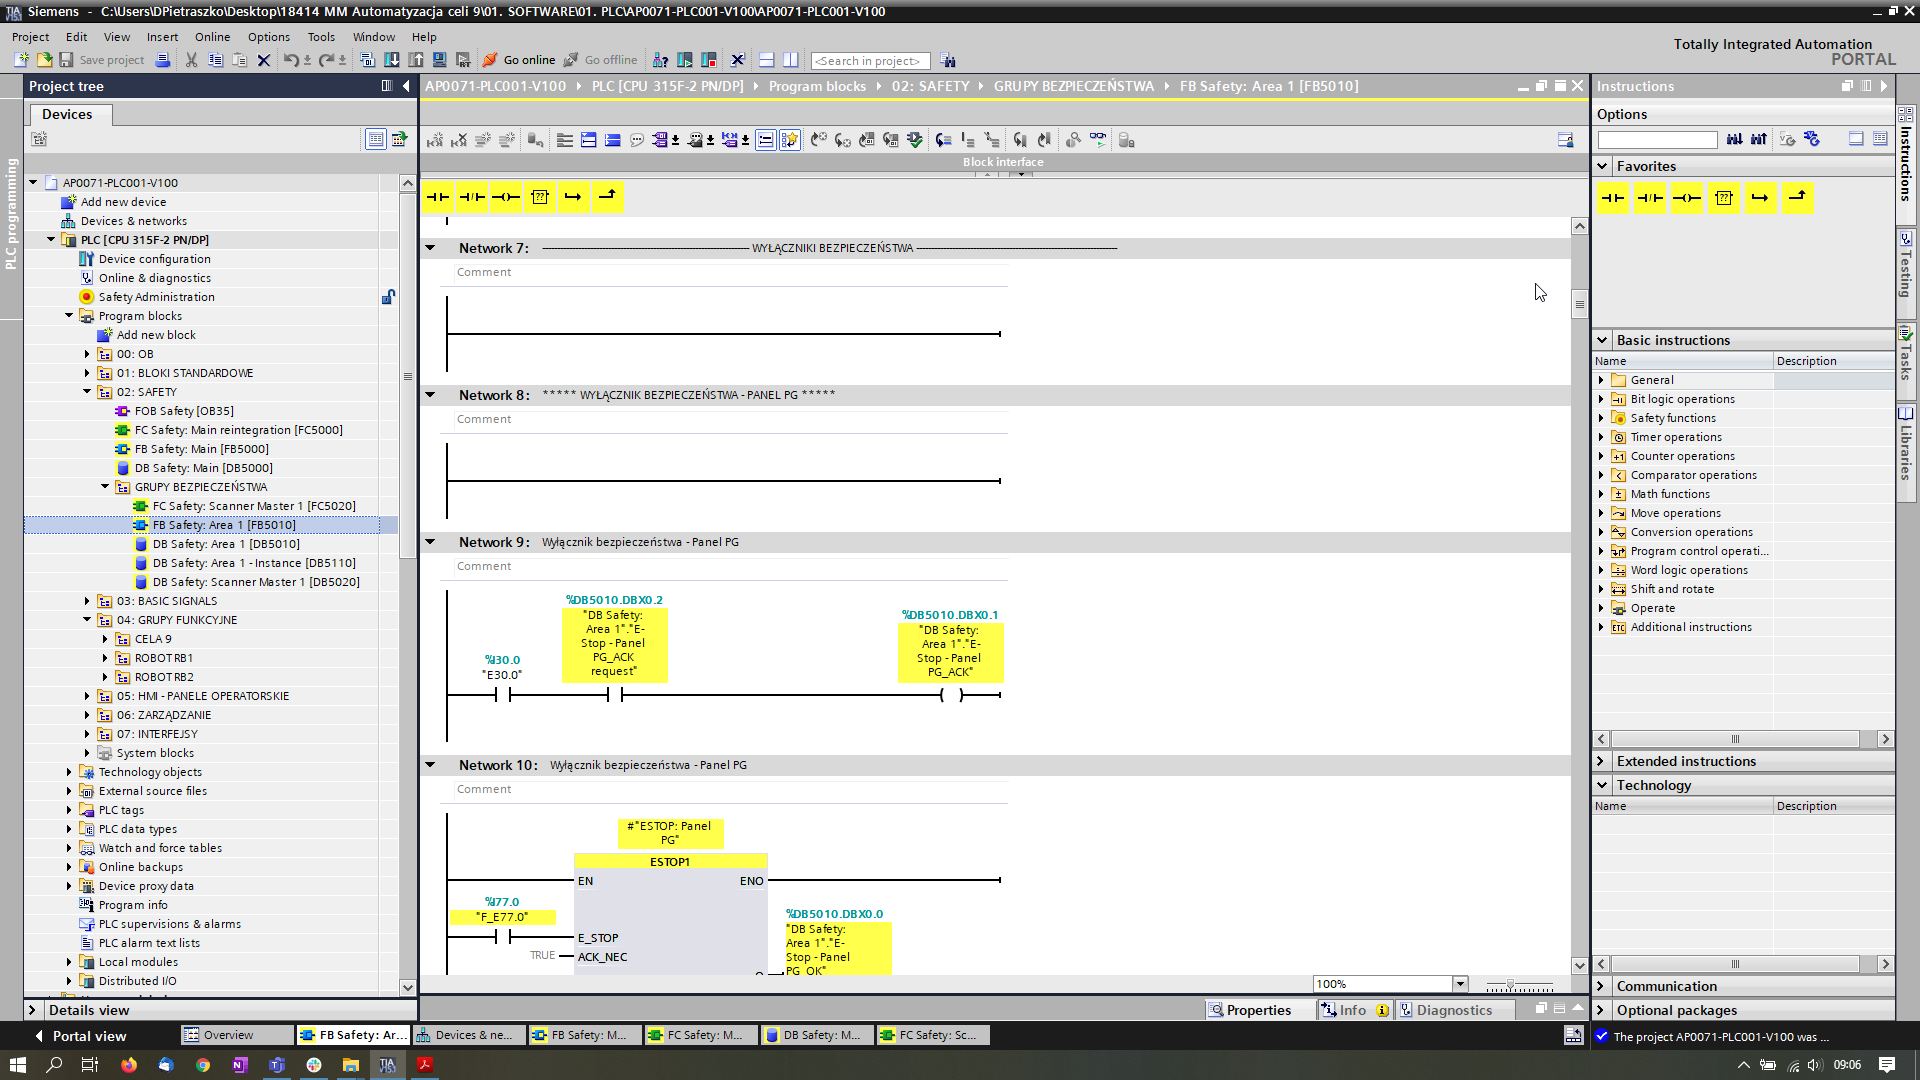 Siemens  -  C:\Users\DPietraszko\Desktop\18414 MM Automatyzacja celi 9\01. SOFTWARE\01. PLC\AP0071-PLC001-V100\AP0071-PLC001-V100
Project Edit View Insert Online Options Tools Window Help
Totally Integrated Automation
PORTAL
Save project
Go online
Go offline
<Search in project>
Project tree
AP0071-PLC001-V100 PLC [CPU 315F-2 PN/DP] Program blocks 02: SAFETY GRUPY BEZPIECZEŃSTWA FB Safety: Area 1 [FB5010]
Instructions
Devices
Options
PLC programming
Block interface
AP0071-PLC001-V100
Add new device
Devices & networks
PLC [CPU 315F-2 PN/DP]
Device configuration
Online & diagnostics
Safety Administration
Program blocks
Add new block
00: OB
01: BLOKI STANDARDOWE
02: SAFETY
FOB Safety [OB35]
FC Safety: Main reintegration [FC5000]
FB Safety: Main [FB5000]
DB Safety: Main [DB5000]
GRUPY BEZPIECZEŃSTWA
FC Safety: Scanner Master 1 [FC5020]
FB Safety: Area 1 [FB5010]
DB Safety: Area 1 [DB5010]
DB Safety: Area 1 - Instance [DB5110]
DB Safety: Scanner Master 1 [DB5020]
03: BASIC SIGNALS
04: GRUPY FUNKCYJNE
CELA 9
ROBOT RB1
ROBOT RB2
05: HMI - PANELE OPERATORSKIE
06: ZARZĄDZANIE
07: INTERFEJSY
System blocks
Technology objects
External source files
PLC tags
PLC data types
Watch and force tables
Online backups
Device proxy data
Program info
PLC supervisions & alarms
PLC alarm text lists
Local modules
Distributed I/O
Details view
Network 7: WYŁĄCZNIKI BEZPIECZEŃSTWA
Comment
Network 8: ***** WYŁĄCZNIK BEZPIECZEŃSTWA - PANEL PG *****
Comment
Network 9: Wyłącznik bezpieczeństwa - Panel PG
Comment
%I30.0
"E30.0"
%DB5010.DBX0.2
"DB Safety:
Area 1"."E-
Stop - Panel
PG_ACK
request"
%DB5010.DBX0.1
"DB Safety:
Area 1"."E-
Stop - Panel
PG_ACK"
Network 10: Wyłącznik bezpieczeństwa - Panel PG
Comment
#"ESTOP: Panel
PG"
ESTOP1
EN ENO
%I77.0
"F_E77.0"
E_STOP
TRUE ACK_NEC
%DB5010.DBX0.0
"DB Safety:
Area 1"."E-
Stop - Panel
PG_OK"
100%
Properties Info Diagnostics
Favorites
Basic instructions
Name Description
General
Bit logic operations
Safety functions
Timer operations
Counter operations
Comparator operations
Math functions
Move operations
Conversion operations
Program control operati...
Word logic operations
Shift and rotate
Operate
Additional instructions
Extended instructions
Technology
Name Description
Communication
Optional packages
Instructions
Testing
Tasks
Libraries
Portal view
Overview
FB Safety: Ar...
Devices & ne...
FB Safety: M...
FC Safety: M...
DB Safety: M...
FC Safety: Sc...
The project AP0071-PLC001-V100 was ...
09:06